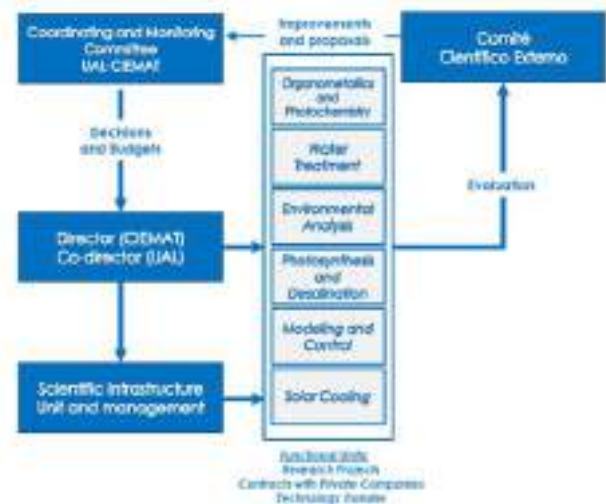 Coordinating and Monitoring
Committee
UAL-CIEMAT
Improvements
and proposals
Comité
Científico Externo
Decisions
and Budgets
Organometallics
and
Photochemistry
Water
Treatment
Environmental
Analysis
Photosynthesis
and
Desalination
Modeling and
Control
Solar Cooling
Evaluation
Director (CIEMAT)
Co-director (UAL)
Scientific Infrastructure
Unit and management
Functional Units
Research Projects
Contracts with Private Companies
Technology Transfer